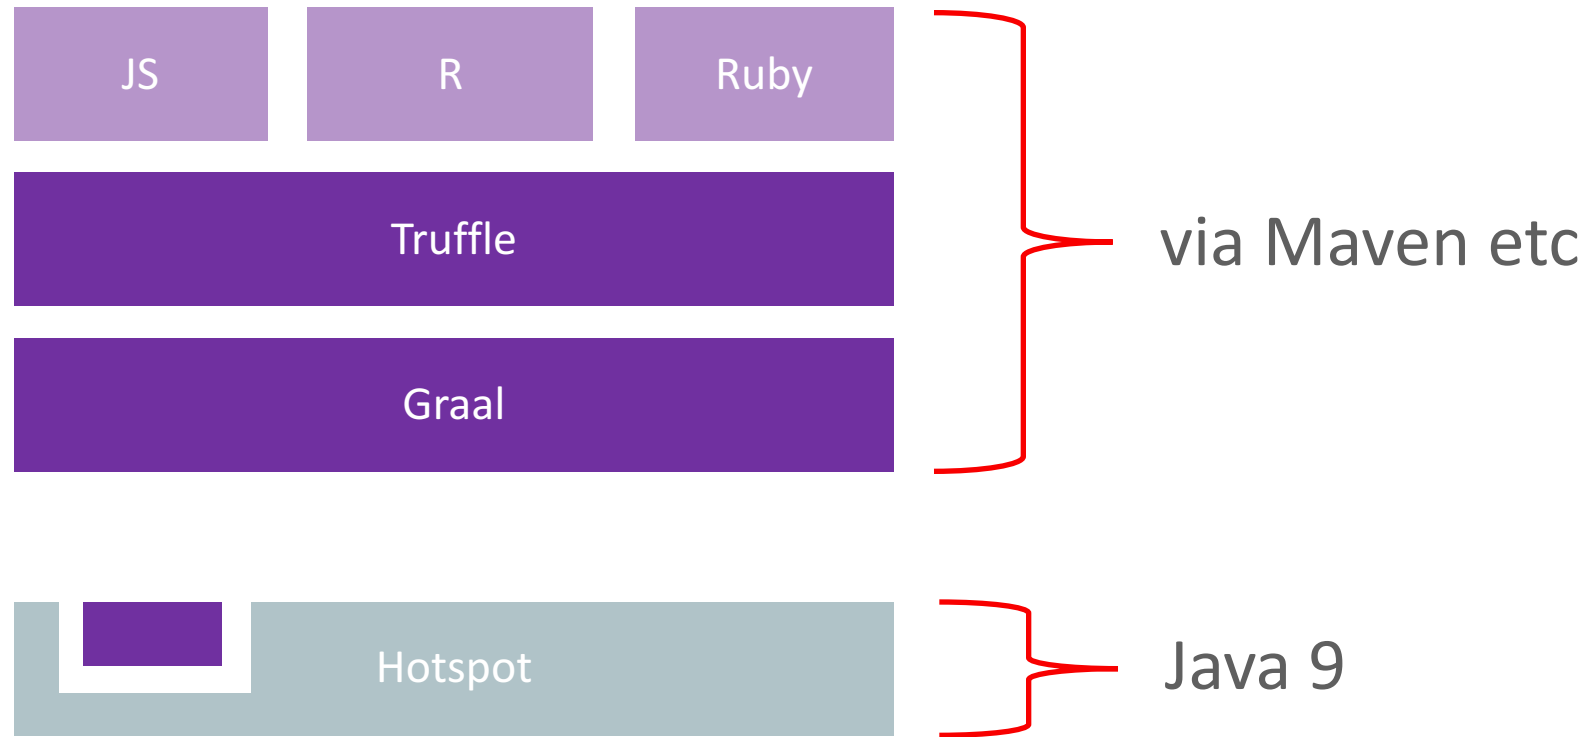 JS
R
Ruby
Truffle
via Maven etc
Graal
Hotspot
Java 9